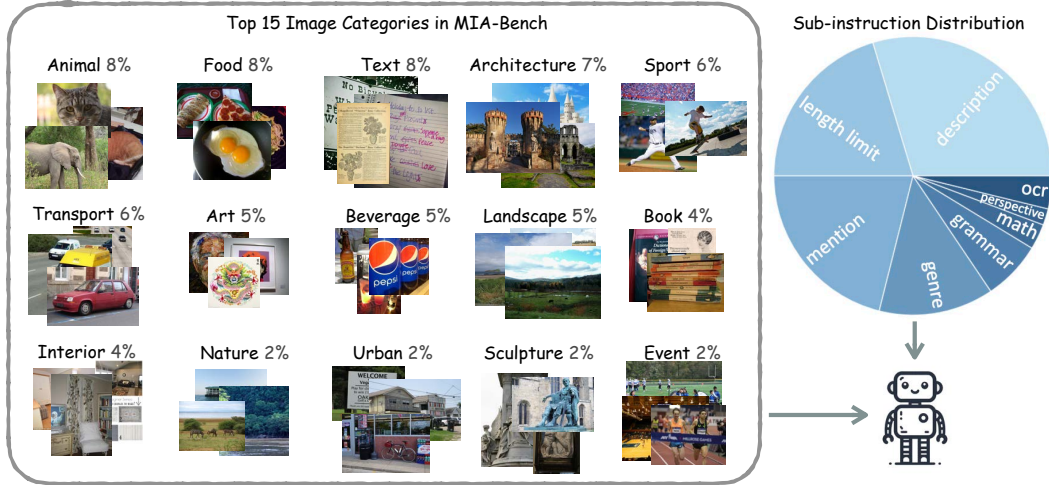 Top 15 Image Categories in MIA-Bench
Sub-instruction Distribution
Animal 8%
Food 8%
Text 8%
Architecture 7%
Sport 6%
No Bicycl
Transport 6%
Art 5%
Beverage 5%
Landscape 5%
Book 4%
pepsi
pepsi
Interior 4%
Nature 2%
Urban 2%
Sculpture 2%
Event 2%
WELCOME
description
length limit
mention
genre
grammar
math
perspective
ocr